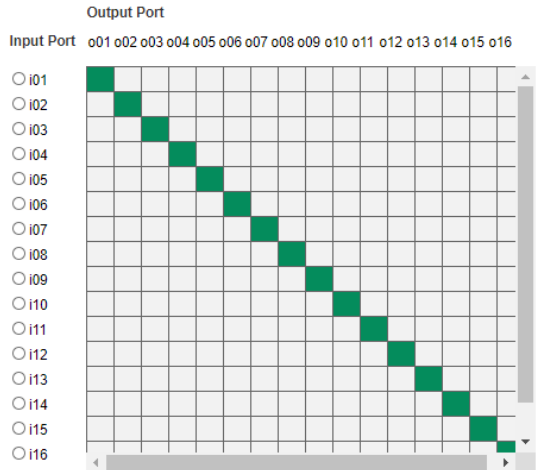 Output Port
Input Port o01 o02 o03 o04 o05 o06 o07 o08 o09 o10 o11 o12 o13 o14 o15 o16
i01
i02
i03
i04
i05
i06
i07
i08
i09
i10
i11
i12
i13
i14
i15
i16